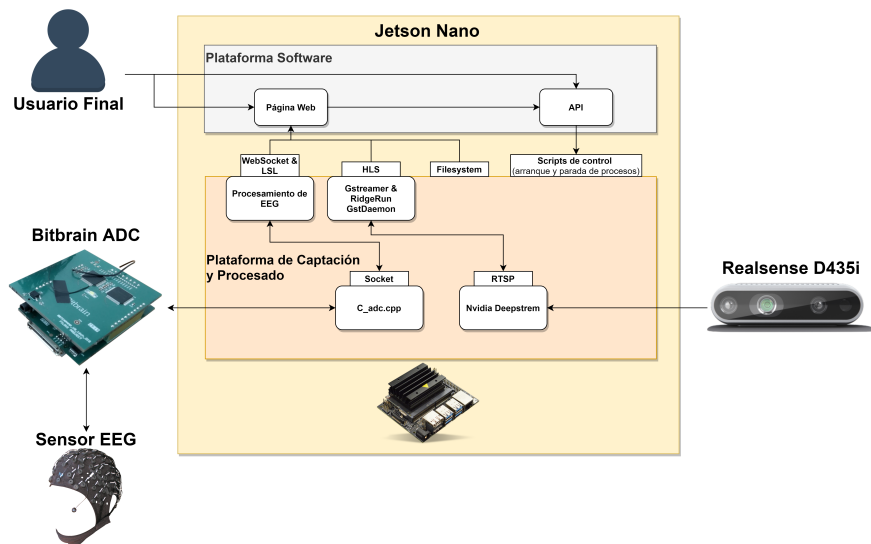 Jetson Nano
Plataforma Software
Usuario Final
Página Web
API
WebSocket &
LSL
HLS
Filesystem
Scripts de control
(arranque y parada de procesos)
Procesamiento de
EEG
Gstreamer &
RidgeRun
GstDaemon
Bitbrain ADC
Plataforma de Captación
y Procesado
Socket
RTSP
Realsense D435i
C_adc.cpp
Nvidia Deepstrem
Sensor EEG